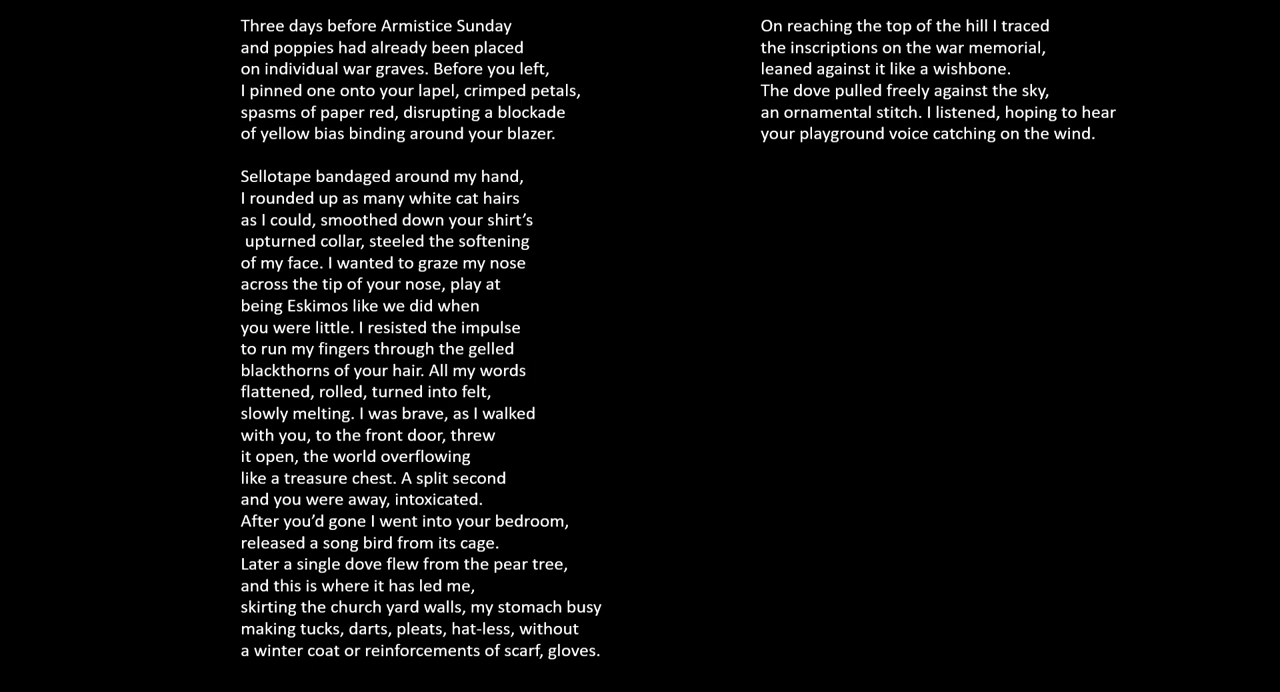 Three days before Armistice Sunday
and poppies had already been placed
on individual war graves. Before you left,
I pinned one onto your lapel, crimped petals,
spasms of paper red, disrupting a blockade
of yellow bias binding around your blazer.

Sellotape bandaged around my hand,
I rounded up as many white cat hairs
as I could, smoothed down your shirt’s
upturned collar, steeled the softening
of my face. I wanted to graze my nose
across the tip of your nose, play at
being Eskimos like we did when
you were little. I resisted the impulse
to run my fingers through the gelled
blackthorns of your hair. All my words
flattened, rolled, turned into felt,
slowly melting. I was brave, as I walked
with you, to the front door, threw
it open, the world overflowing
like a treasure chest. A split second
and you were away, intoxicated.
After you’d gone I went into your bedroom,
released a song bird from its cage.
Later a single dove flew from the pear tree,
and this is where it has led me,
skirting the church yard walls, my stomach busy
making tucks, darts, pleats, hat-less, without
a winter coat or reinforcements of scarf, gloves.

On reaching the top of the hill I traced
the inscriptions on the war memorial,
leaned against it like a wishbone.
The dove pulled freely against the sky,
an ornamental stitch. I listened, hoping to hear
your playground voice catching on the wind.